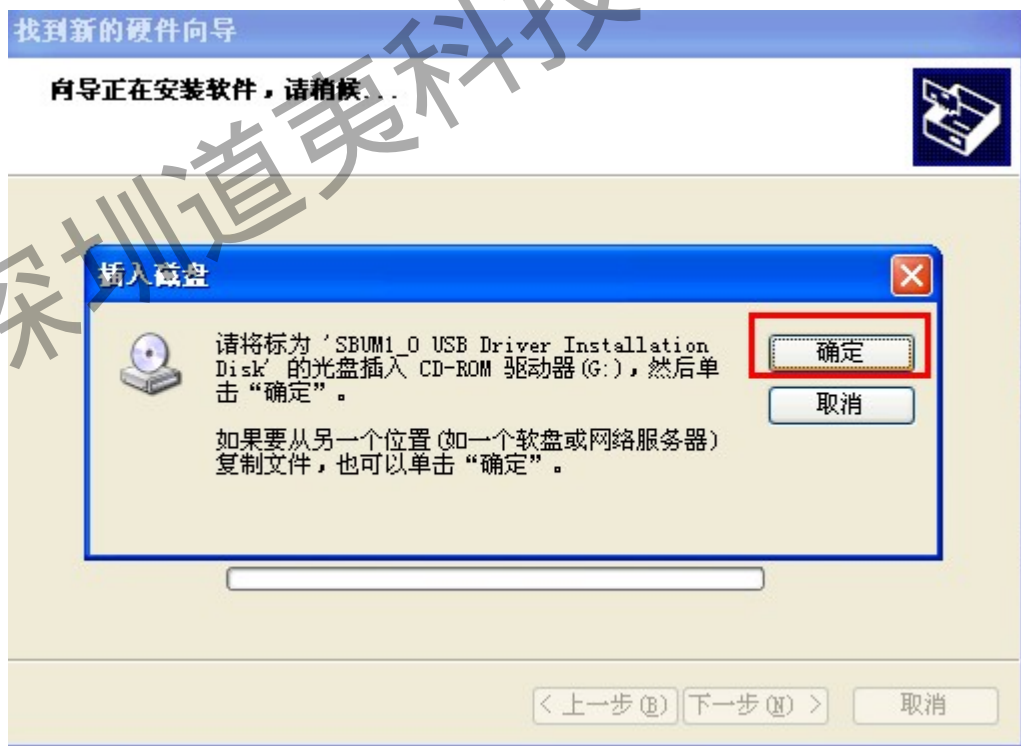 找到新的硬件向导
向导正在安装软件，请稍候...
深圳道夷科技
插入磁盘
请将标为‘SBUM1_0 USB Driver Installation
Disk’的光盘插入 CD-ROM 驱动器(G:)，然后单
击“确定”。
如果要从另一个位置(如一个软盘或网络服务器)
复制文件，也可以单击“确定”。
确定
取消
< 上一步(B)
下一步(N) >
取消